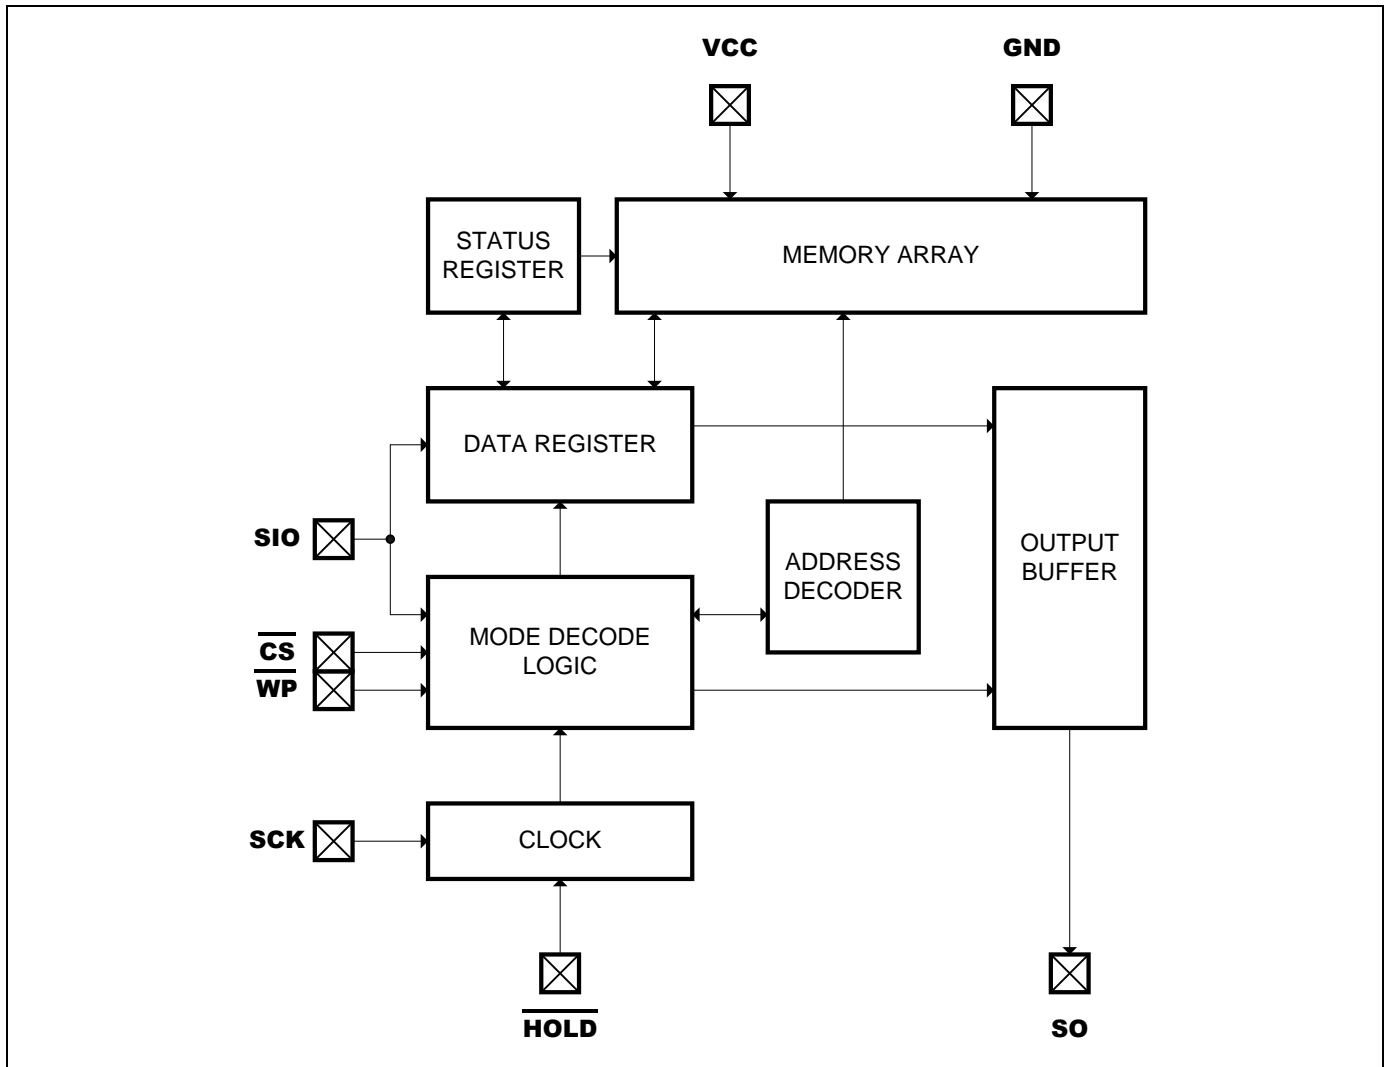 VCC
GND
STATUS
REGISTER
MEMORY ARRAY
DATA REGISTER
SIO
ADDRESS
DECODER
OUTPUT
BUFFER
CS
WP
MODE DECODE
LOGIC
SCK
CLOCK
HOLD
SO